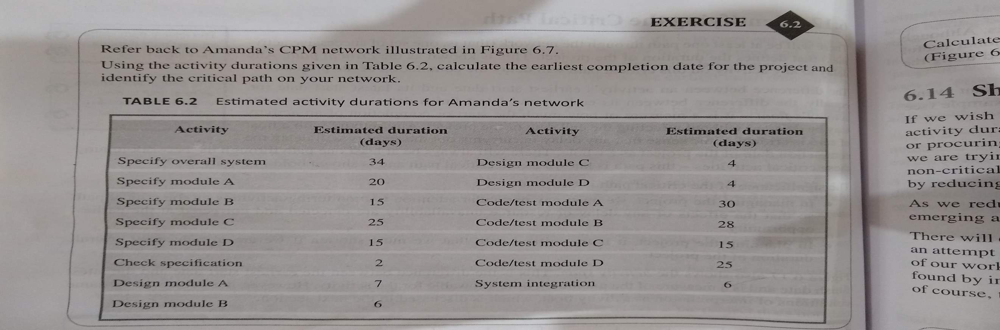 EXERCISE 6.2
Refer back to Amanda's CPM network illustrated in Figure 6.7.
Using the activity durations given in Table 6.2, calculate the earliest completion date for the project and
identify the critical path on your network.
TABLE 6.2 Estimated activity durations for Amanda's network
Activity Estimated duration (days) Activity Estimated duration (days)
Specify overall system 34 Design module C 4
Specify module A 20 Design module D 4
Specify module B 15 Code/test module A 30
Specify module C 25 Code/test module B 28
Specify module D 15 Code/test module C 15
Check specification 2 Code/test module D 25
Design module A 7 System integration 6
Design module B 6
Calculate
(Figure 6
6.14 Sh
If we wish
activity dur
or procurin
we are tryin
non-critical
by reducing
As we redu
emerging a
There will
an attempt
of our work
found by in
of course,